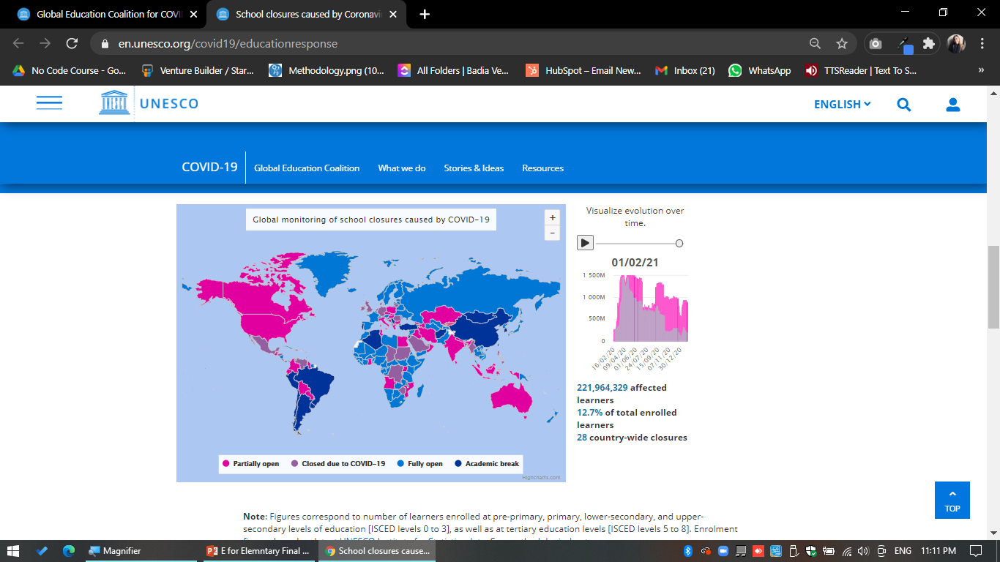 Global Education Coalition for COVI
School closures caused by Coronavi
en.unesco.org/covid19/educationresponse
No Code Course - Go...
Venture Builder / Star...
Methodology.png (10...
All Folders | Badia Ve...
HubSpot – Email New...
Inbox (21)
WhatsApp
TTSReader | Text To S...
»
UNESCO
ENGLISH
COVID-19
Global Education Coalition
What we do
Stories & Ideas
Resources
Global monitoring of school closures caused by COVID-19
+
-
Visualize evolution over
time.
01/02/21
1 500M
1 000M
500M
0
16/02/20
09/04/20
01/06/20
24/07/20
15/09/20
07/11/20
30/12/20
221,964,329 affected
learners
12.7% of total enrolled
learners
28 country-wide closures
Partially open
Closed due to COVID-19
Fully open
Academic break
Highcharts.com
TOP
Note: Figures correspond to number of learners enrolled at pre-primary, primary, lower-secondary, and upper-
secondary levels of education [ISCED levels 0 to 3], as well as at tertiary education levels [ISCED levels 5 to 8]. Enrolment
Magnifier
E for Elemntary Final ...
School closures cause...
ENG
11:11 PM